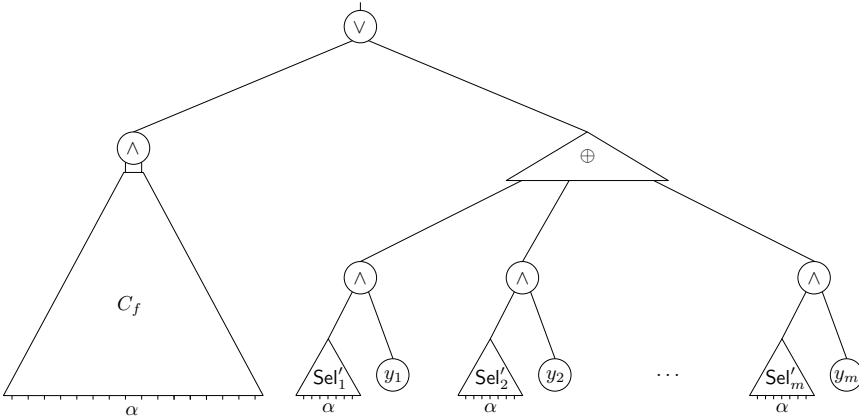 ∨
∧
⊕
∧ ∧ ∧
C_f
Sel′_1 y_1 Sel′_2 y_2 ... Sel′_m y_m
α α α α